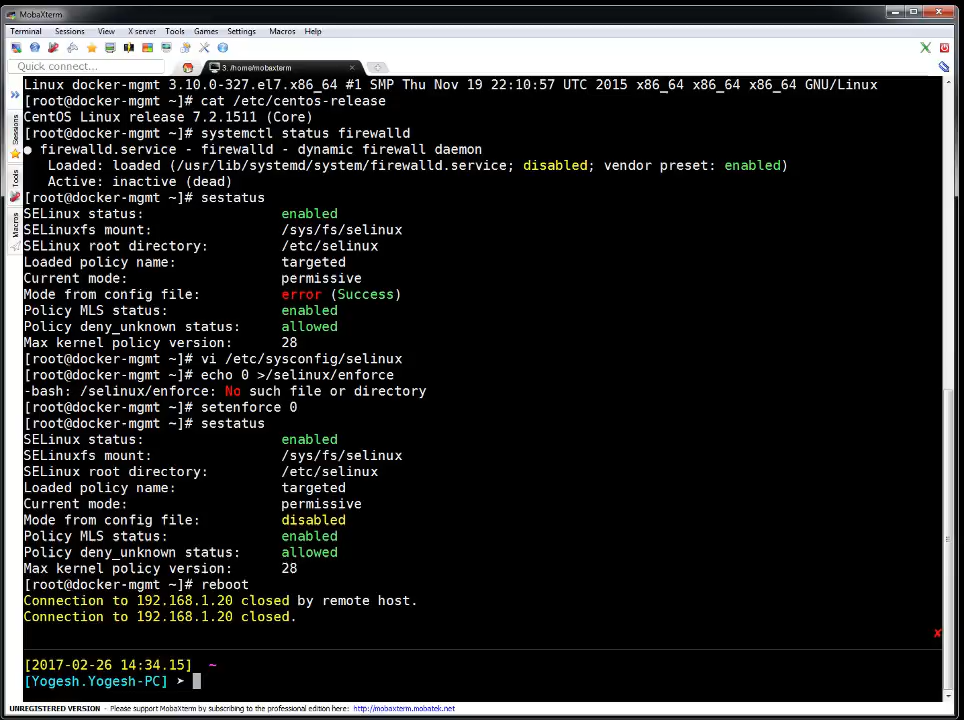 MobaXterm
Terminal Sessions View X server Tools Games Settings Macros Help
Quick connect...
3. /home/mobaxterm
Sessions
Tools
Macros
Linux docker-mgmt 3.10.0-327.el7.x86_64 #1 SMP Thu Nov 19 22:10:57 UTC 2015 x86_64 x86_64 x86_64 GNU/Linux
[root@docker-mgmt ~]# cat /etc/centos-release
CentOS Linux release 7.2.1511 (Core)
[root@docker-mgmt ~]# systemctl status firewalld
● firewalld.service - firewalld - dynamic firewall daemon
Loaded: loaded (/usr/lib/systemd/system/firewalld.service; disabled; vendor preset: enabled)
Active: inactive (dead)
[root@docker-mgmt ~]# sestatus
SELinux status: enabled
SELinuxfs mount: /sys/fs/selinux
SELinux root directory: /etc/selinux
Loaded policy name: targeted
Current mode: permissive
Mode from config file: error (Success)
Policy MLS status: enabled
Policy deny_unknown status: allowed
Max kernel policy version: 28
[root@docker-mgmt ~]# vi /etc/sysconfig/selinux
[root@docker-mgmt ~]# echo 0 >/selinux/enforce
-bash: /selinux/enforce: No such file or directory
[root@docker-mgmt ~]# setenforce 0
[root@docker-mgmt ~]# sestatus
SELinux status: enabled
SELinuxfs mount: /sys/fs/selinux
SELinux root directory: /etc/selinux
Loaded policy name: targeted
Current mode: permissive
Mode from config file: disabled
Policy MLS status: enabled
Policy deny_unknown status: allowed
Max kernel policy version: 28
[root@docker-mgmt ~]# reboot
Connection to 192.168.1.20 closed by remote host.
Connection to 192.168.1.20 closed.
[2017-02-26 14:34.15] ~
[Yogesh.Yogesh-PC] ➤
UNREGISTERED VERSION - Please support MobaXterm by subscribing to the professional edition here: http://mobaxterm.mobatek.net